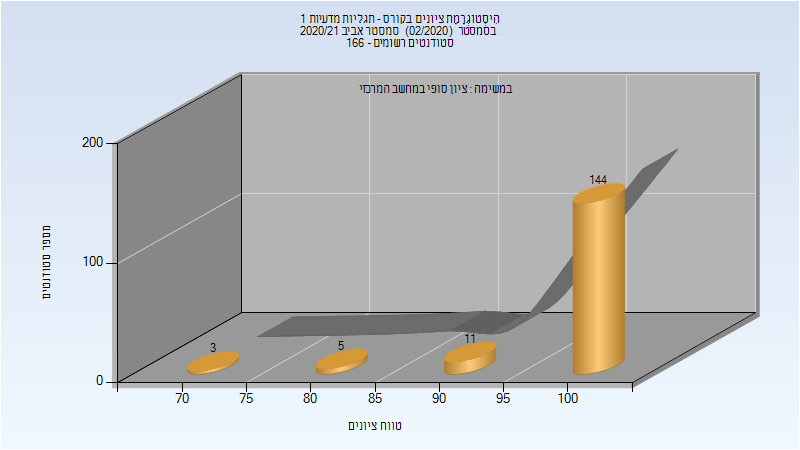 היסטוגרמת ציונים בקורס - תגליות מדעיות 1
בסמסטר (02/2020) סמסטר אביב 2020/21
סטודנטים רשומים - 166
במשימה : ציון סופי במחשב המרכזי
200
100
0
מספר סטודנטים
3
5
11
144
70
75
80
85
90
95
100
טווח ציונים